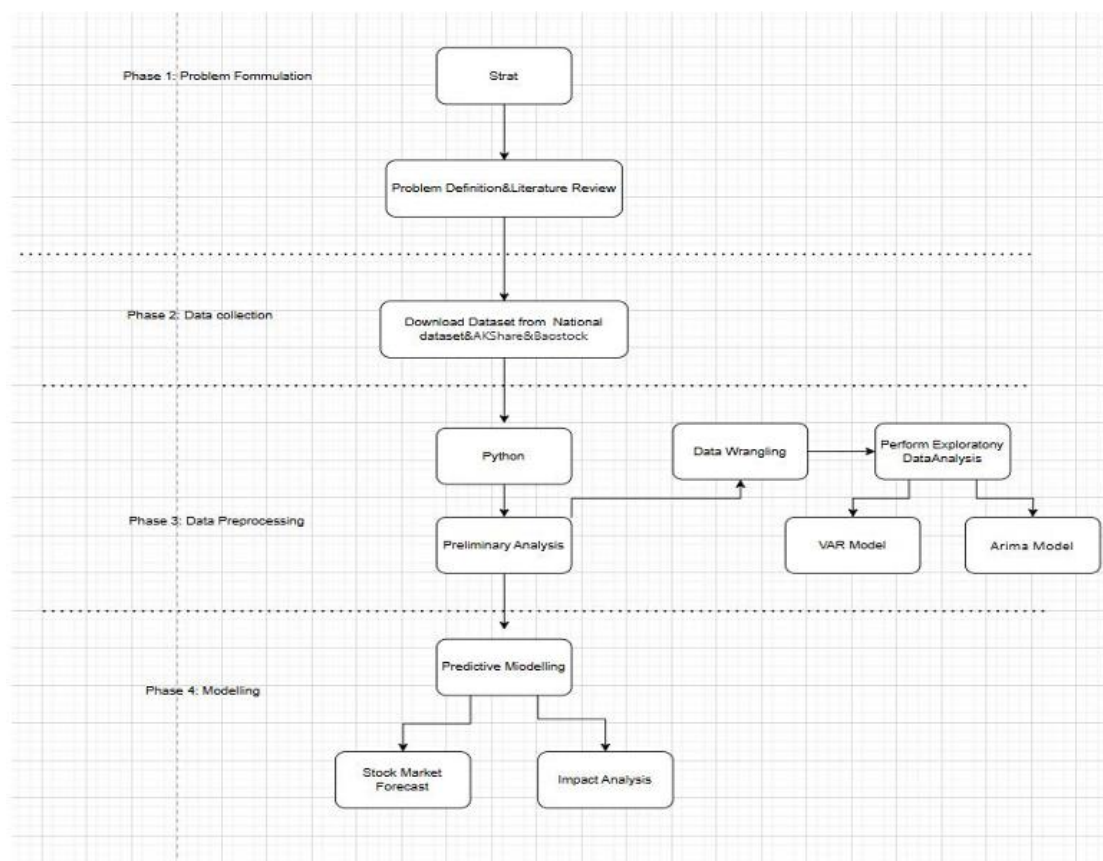 Phase 1: Problem Fommulation
Strat
Problem Definition&Literature Review
Phase 2: Data collection
Download Dataset from National
dataset&AKShare&Baostock
Python
Data Wrangling
Perform Exploratony
DataAnalysis
Phase 3: Data Preprocessing
Preliminary Analysis
VAR Model
Arima Model
Predictive Miodelling
Phase 4: Modelling
Stock Market
Forecast
Impact Analysis